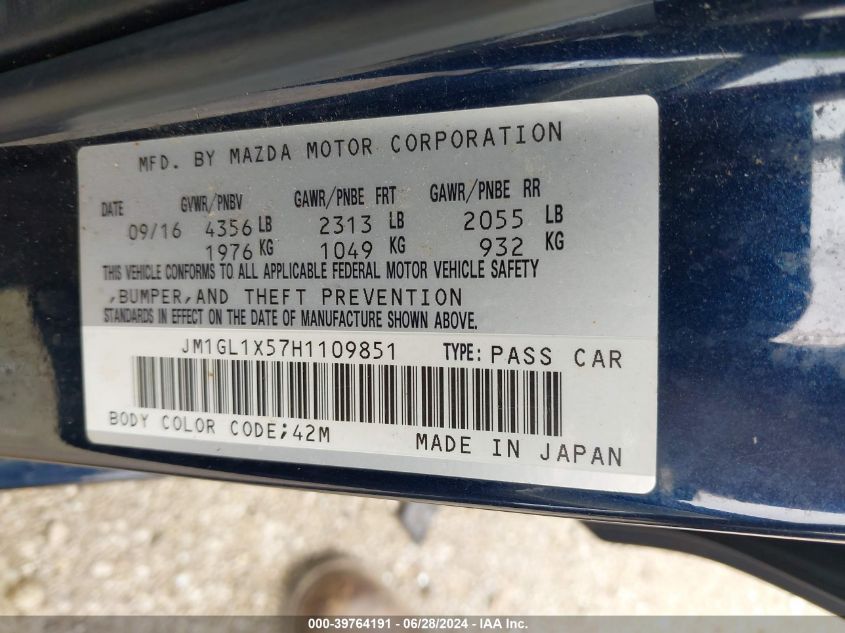 MFD. BY MAZDA MOTOR CORPORATION
DATE GVWR/PNBV GAWR/PNBE FRT GAWR/PNBE RR
09/16 4356 LB 2313 LB 2055 LB
1976 KG 1049 KG 932 KG
THIS VEHICLE CONFORMS TO ALL APPLICABLE FEDERAL MOTOR VEHICLE SAFETY
,BUMPER,AND THEFT PREVENTION
STANDARDS IN EFFECT ON THE DATE OF MANUFACTURE SHOWN ABOVE.
JM1GL1X57H1109851 TYPE: PASS CAR
BODY COLOR CODE;42M MADE IN JAPAN
000-39764191 - 06/28/2024 - IAA Inc.